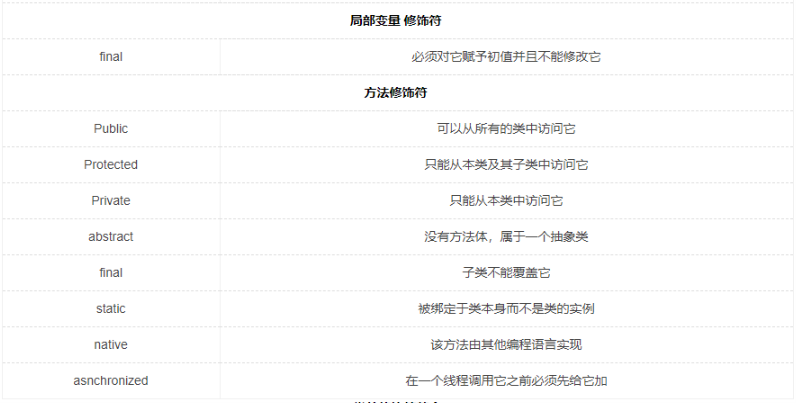 局部变量 修饰符
final 必须对它赋予初值并且不能修改它
方法修饰符
Public 可以从所有的类中访问它
Protected 只能从本类及其子类中访问它
Private 只能从本类中访问它
abstract 没有方法体，属于一个抽象类
final 子类不能覆盖它
static 被绑定于类本身而不是类的实例
native 该方法由其他编程语言实现
asnchronized 在一个线程调用它之前必须先给它加